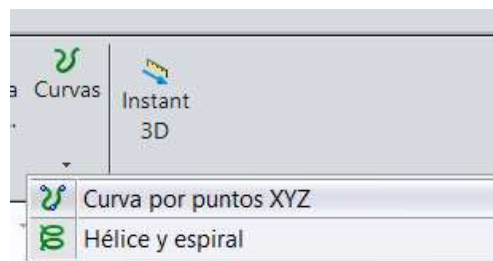 a Curvas
Instant
3D
Curva por puntos XYZ
Hélice y espiral